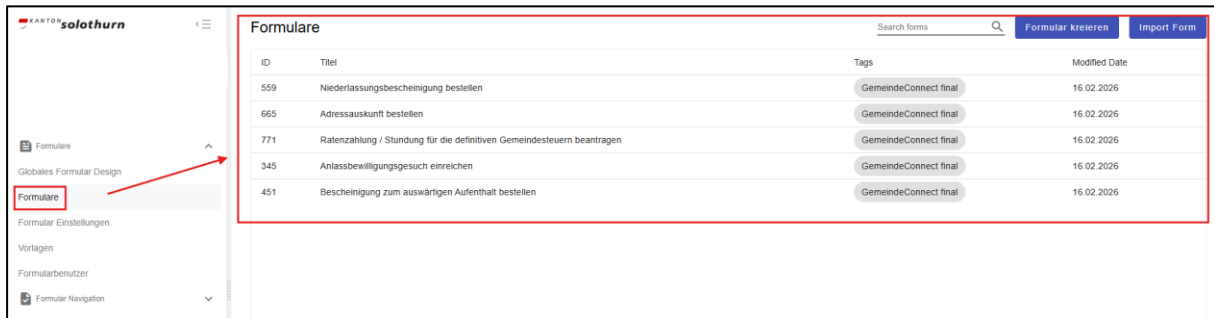 KANTON solothurn
Formulare
Globales Formular Design
Formulare
Formular Einstellungen
Vorlagen
Formularbenutzer
Formular Navigation
Formulare
Search forms
Formular kreieren
Import Form
ID Titel Tags Modified Date
559 Niederlassungsbescheinigung bestellen GemeindeConnect final 16.02.2026
665 Adressauskunft bestellen GemeindeConnect final 16.02.2026
771 Ratenzahlung / Stundung für die definitiven Gemeindesteuern beantragen GemeindeConnect final 16.02.2026
345 Anlassbewilligungsgesuch einreichen GemeindeConnect final 16.02.2026
451 Bescheinigung zum auswärtigen Aufenthalt bestellen GemeindeConnect final 16.02.2026